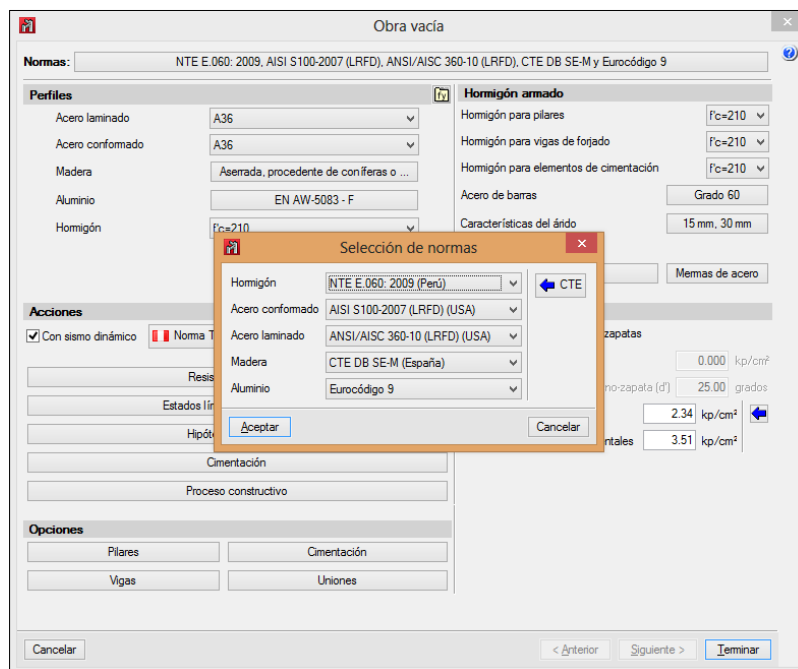 Obra vacía
Normas: NTE E.060: 2009, AISI S100-2007 (LRFD), ANSI/AISC 360-10 (LRFD), CTE DB SE-M y Eurocódigo 9
Perfiles
Acero laminado A36
Acero conformado A36
Madera Aserrada, procedente de coníferas o ...
Aluminio EN AW-5083 - F
Hormigón f'c=210
Hormigón armado
Hormigón para pilares f'c=210
Hormigón para vigas de forjado f'c=210
Hormigón para elementos de cimentación f'c=210
Acero de barras Grado 60
Características del árido 15 mm, 30 mm
Mermas de acero
Selección de normas
Hormigón NTE E.060: 2009 (Perú)
CTE
Acero conformado AISI S100-2007 (LRFD) (USA)
Acero laminado ANSI/AISC 360-10 (LRFD) (USA)
Madera CTE DB SE-M (España)
Aluminio Eurocódigo 9
Aceptar Cancelar
Acciones
Con sismo dinámico Norma T
Resis
Estados lí
Hipót
Cimentación
Proceso constructivo
zapatas
0.000 kp/cm²
no-zapata (d') 25.00 grados
2.34 kp/cm²
ntales 3.51 kp/cm²
Opciones
Pilares Cimentación
Vigas Uniones
Cancelar < Anterior Siguiente > Terminar